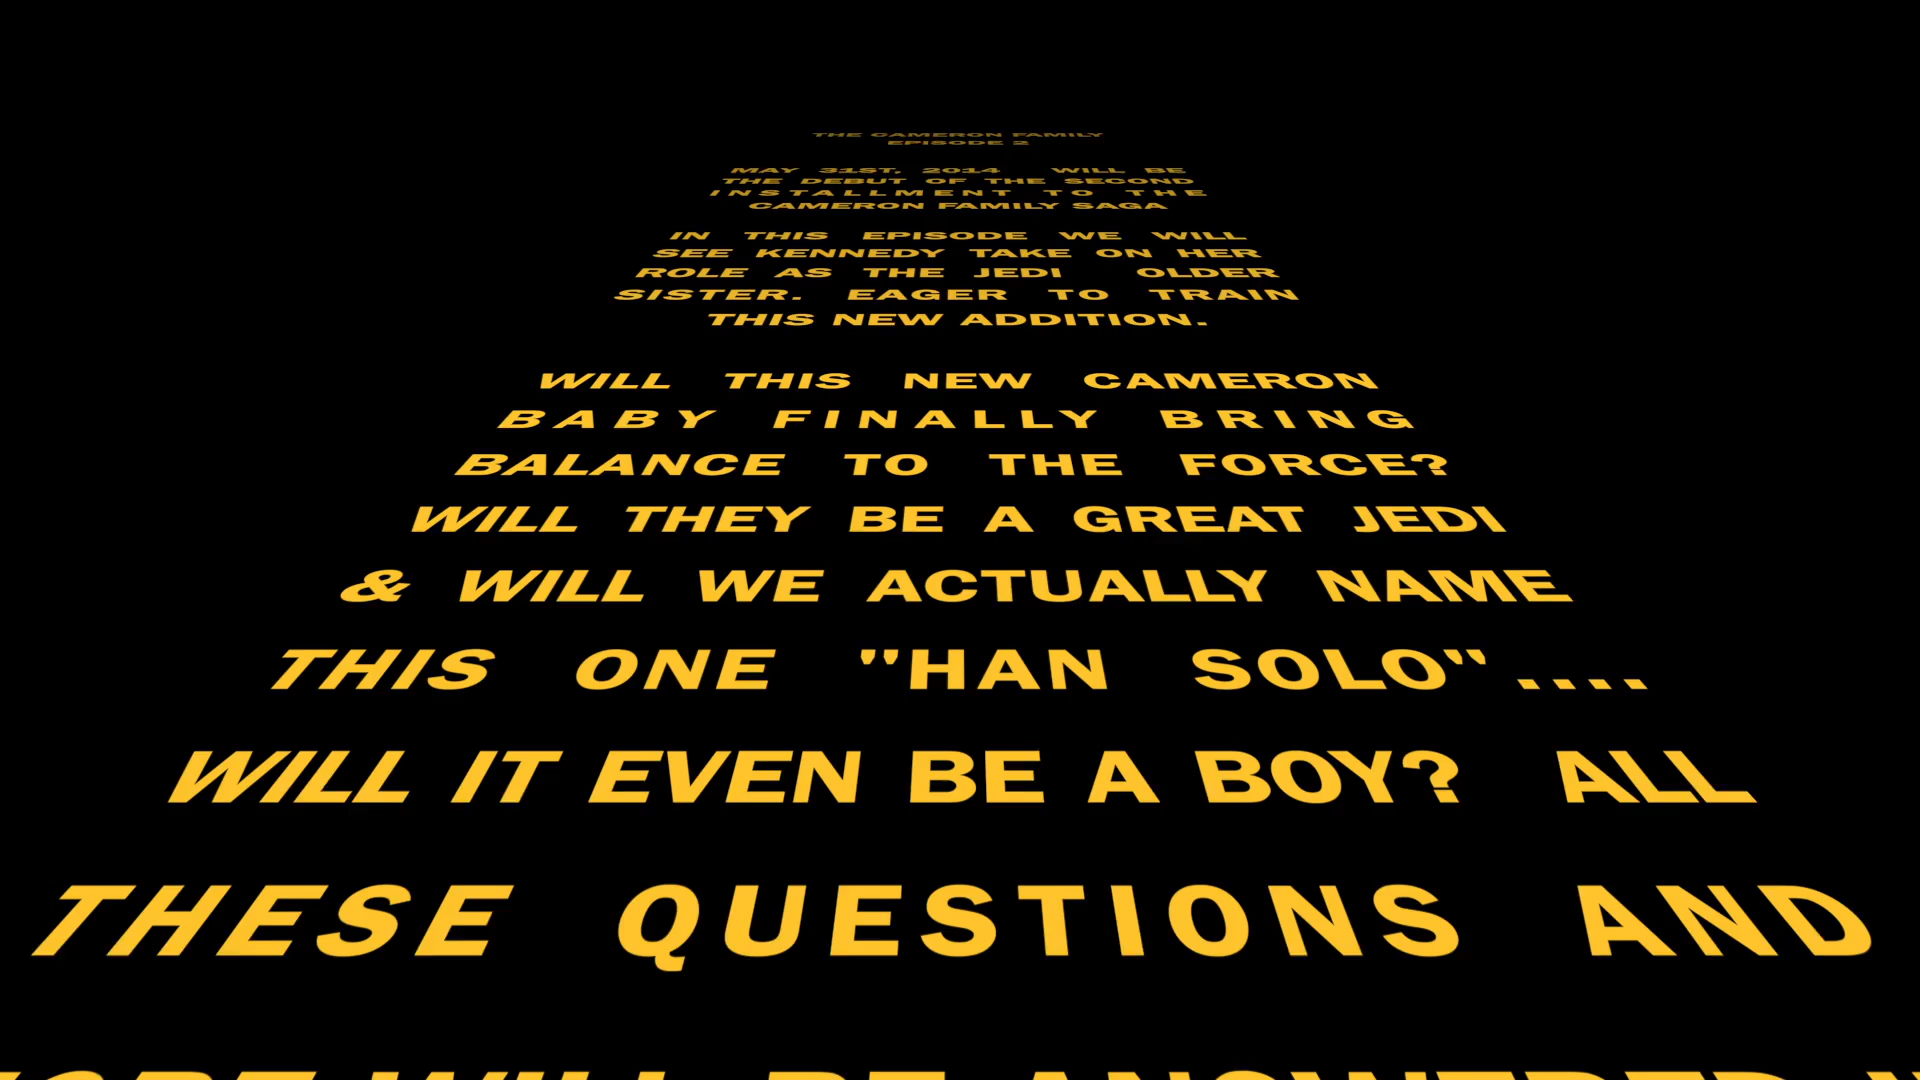 THE CAMERON FAMILY
EPISODE 2
MAY 31ST, 2014 WILL BE
THE DEBUT OF THE SECOND
INSTALLMENT TO THE
CAMERON FAMILY SAGA
IN THIS EPISODE WE WILL
SEE KENNEDY TAKE ON HER
ROLE AS THE JEDI OLDER
SISTER. EAGER TO TRAIN
THIS NEW ADDITION.
WILL THIS NEW CAMERON
BABY FINALLY BRING
BALANCE TO THE FORCE?
WILL THEY BE A GREAT JEDI
& WILL WE ACTUALLY NAME
THIS ONE "HAN SOLO"....
WILL IT EVEN BE A BOY? ALL
THESE QUESTIONS AND
WILL BE ANSWERED